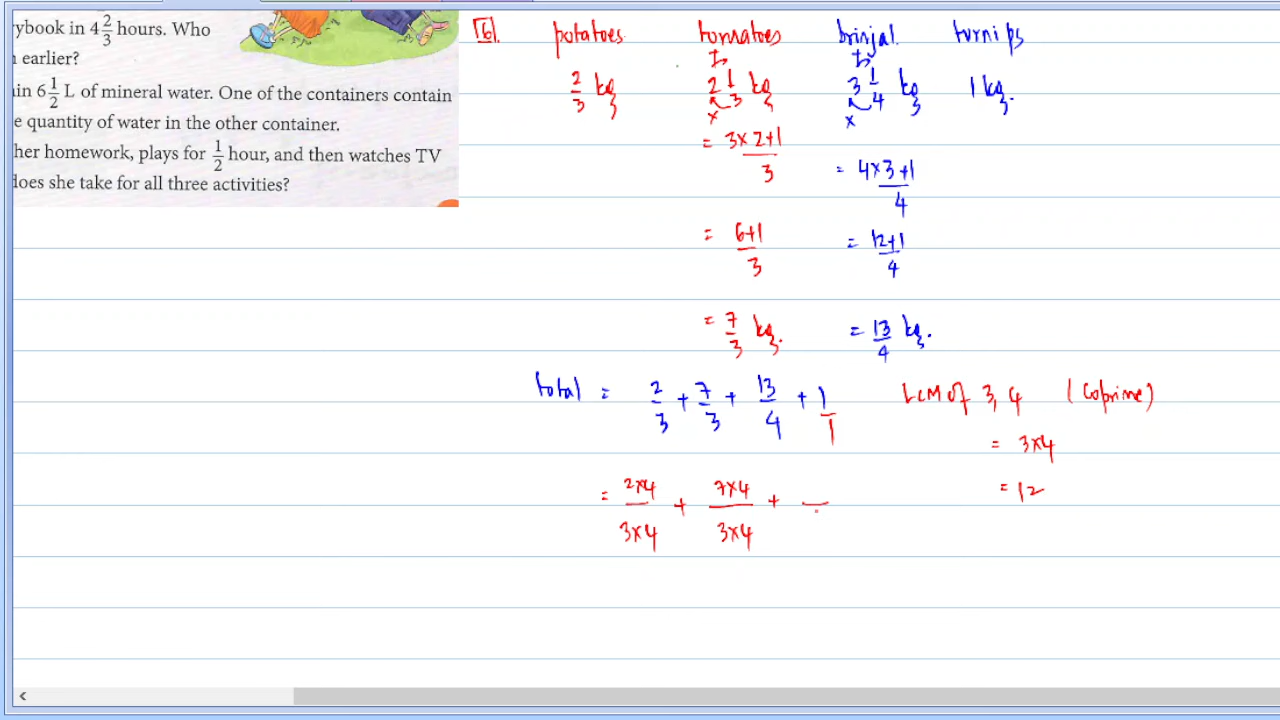 ybook in 4 2/3 hours. Who
earlier?
in 6 1/2 L of mineral water. One of the containers contain
e quantity of water in the other container.
her homework, plays for 1/2 hour, and then watches TV
does she take for all three activities?
6. potatoes tomatoes brinjal turnips
2/3 kg 2 1/3 kg 3 1/4 kg 1 kg.
= 3×2+1/3 = 4×3+1/4
= 6+1/3 = 12+1/4
= 7/3 kg. = 13/4 kg.
total = 2/3 + 7/3 + 13/4 + 1/1 LCM of 3, 4 (Coprime)
= 3×4
= 2×4/3×4 + 7×4/3×4 + = 12